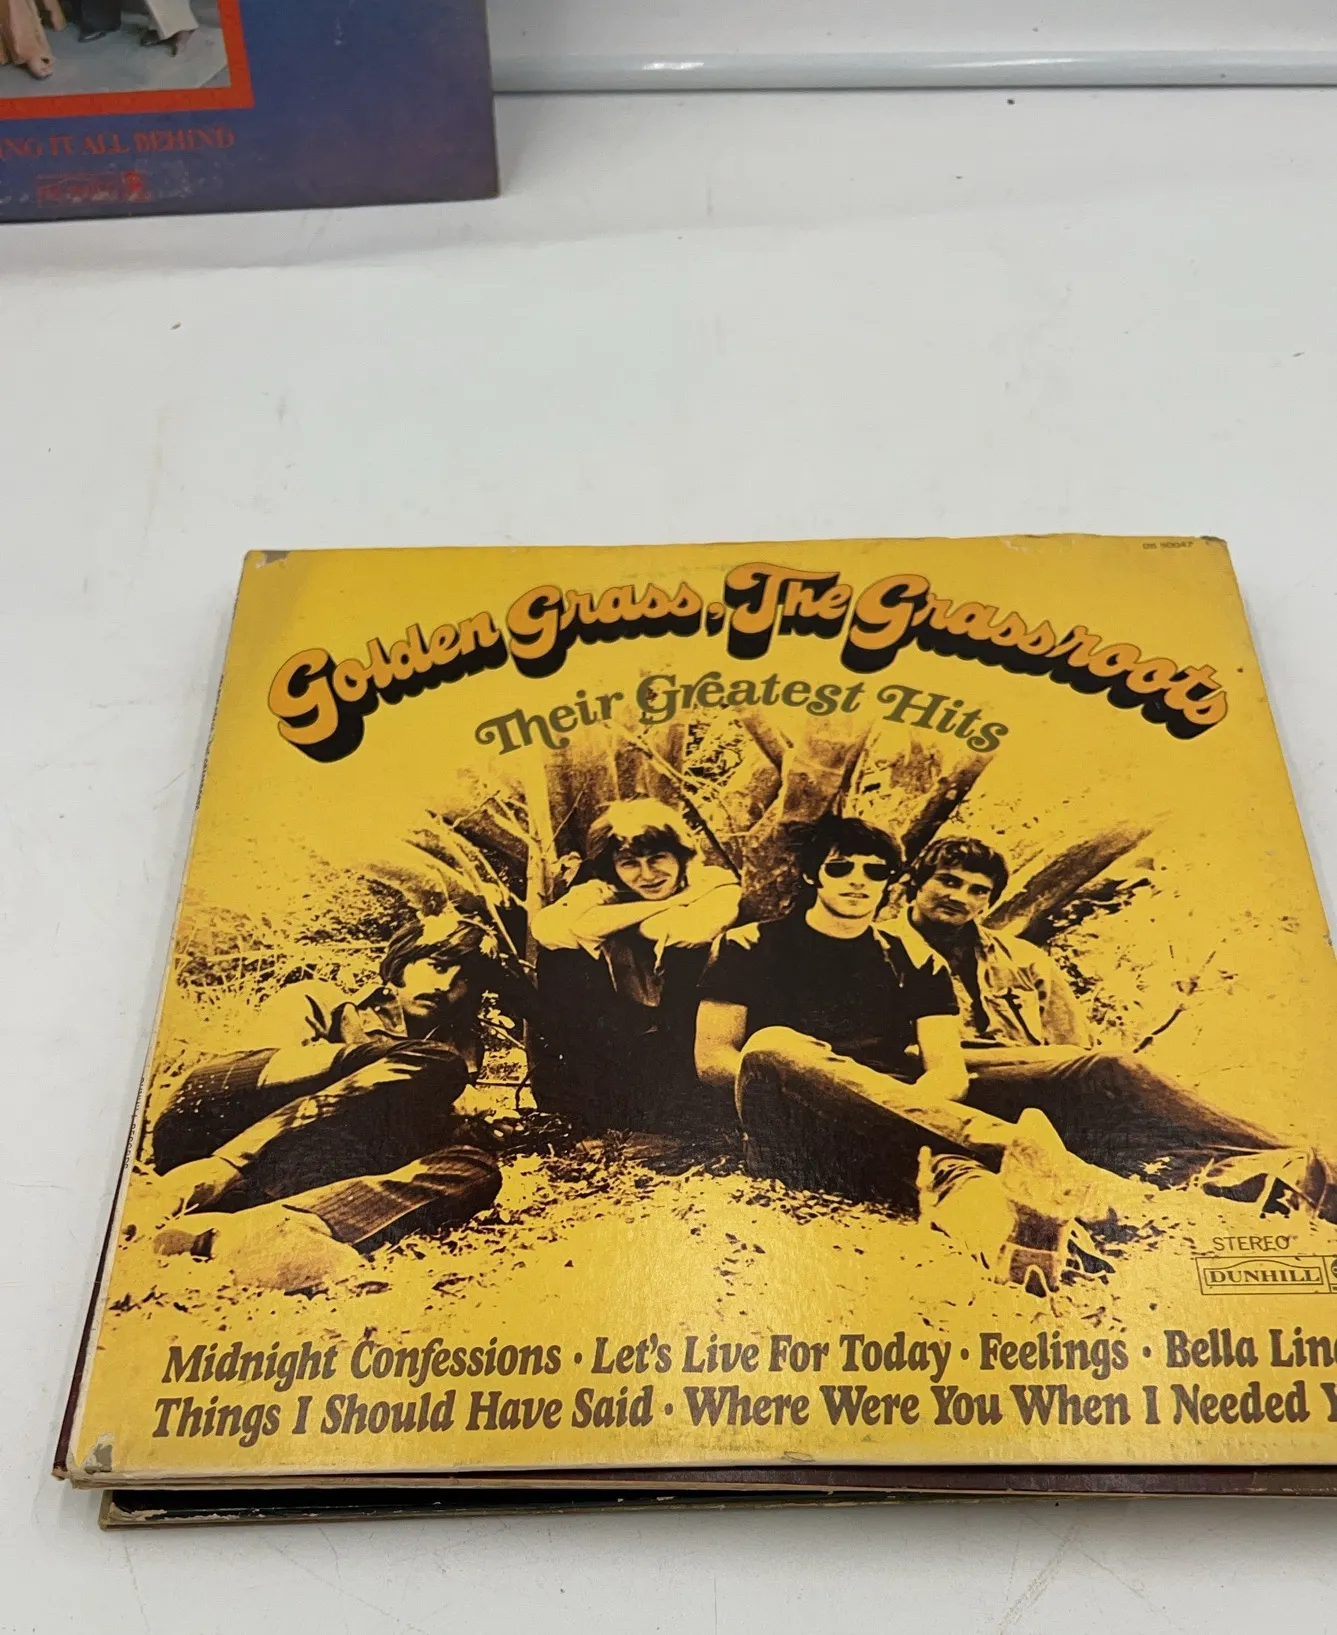 ING IT ALL BEHIND
DS 50047
Golden Grass, The Grassroots
Their Greatest Hits
STEREO
DUNHILL
Midnight Confessions • Let's Live For Today • Feelings • Bella Lin
Things I Should Have Said • Where Were You When I Needed Y